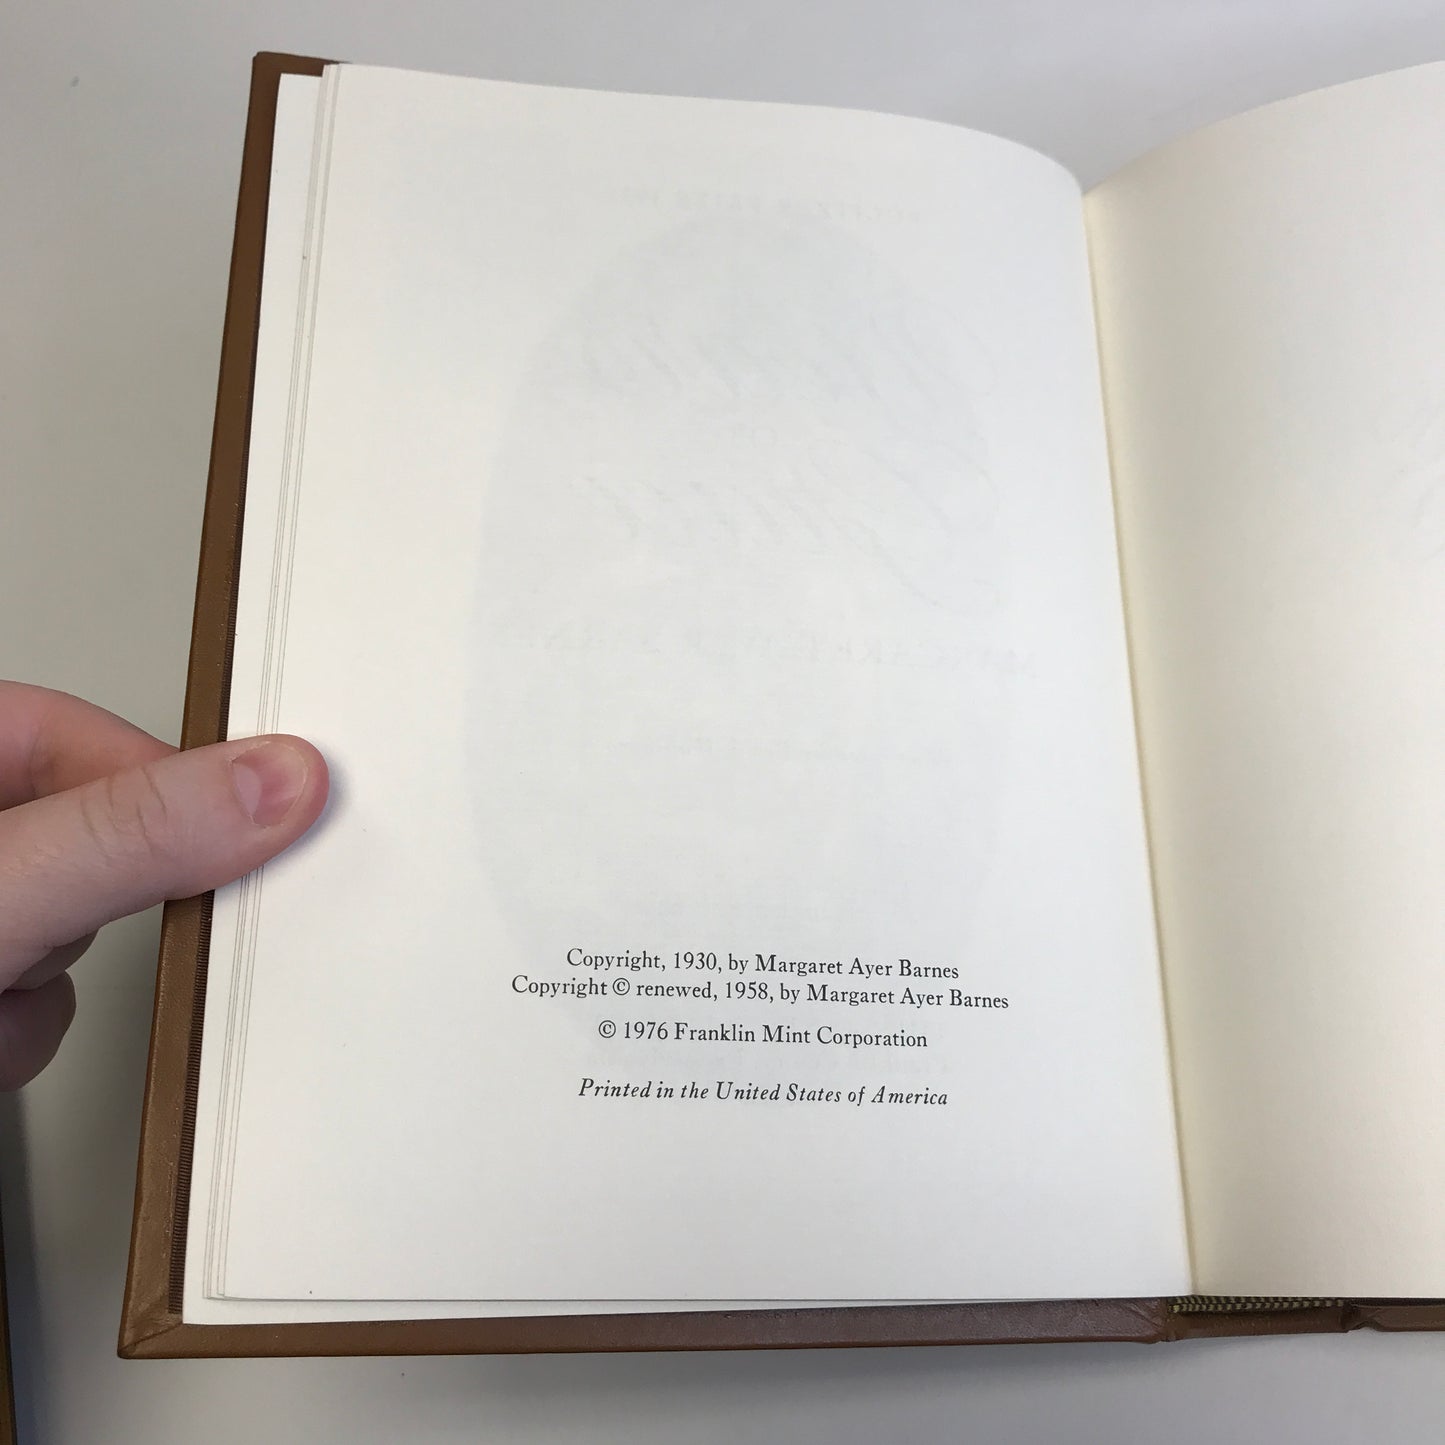 Copyright, 1930, by Margaret Ayer Barnes
Copyright © renewed, 1958, by Margaret Ayer Barnes
© 1976 Franklin Mint Corporation
Printed in the United States of America